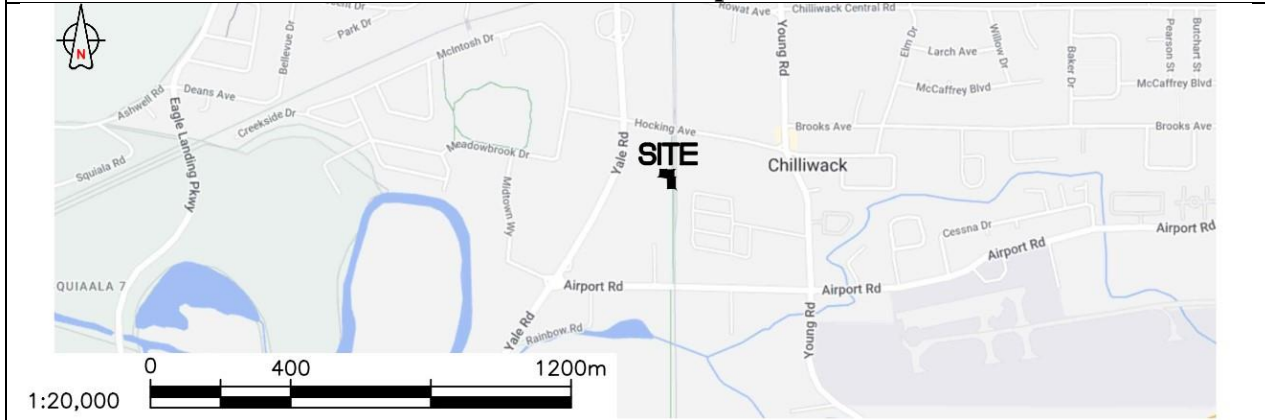 Rowat Ave
Chilliwack Central Rd
Park Dr
Bellevue Dr
McIntosh Dr
Young Rd
Elm Dr
Larch Ave
Willow Dr
Baker Dr
Pearson St
Butchart St
N
Ashwell Rd
Deans Ave
McCaffrey Blvd
McCaffrey Blvd
Eagle Landing Pkwy
Creekside Dr
Hocking Ave
Brooks Ave
Brooks Ave
Squiala Rd
Meadowbrook Dr
Yale Rd
SITE
Chilliwack
Midtown Wy
Cessna Dr
Airport Rd
Airport Rd
QUIAALA 7
Airport Rd
Airport Rd
Yale Rd
Rainbow Rd
Young Rd
0 400 1200m
1:20,000